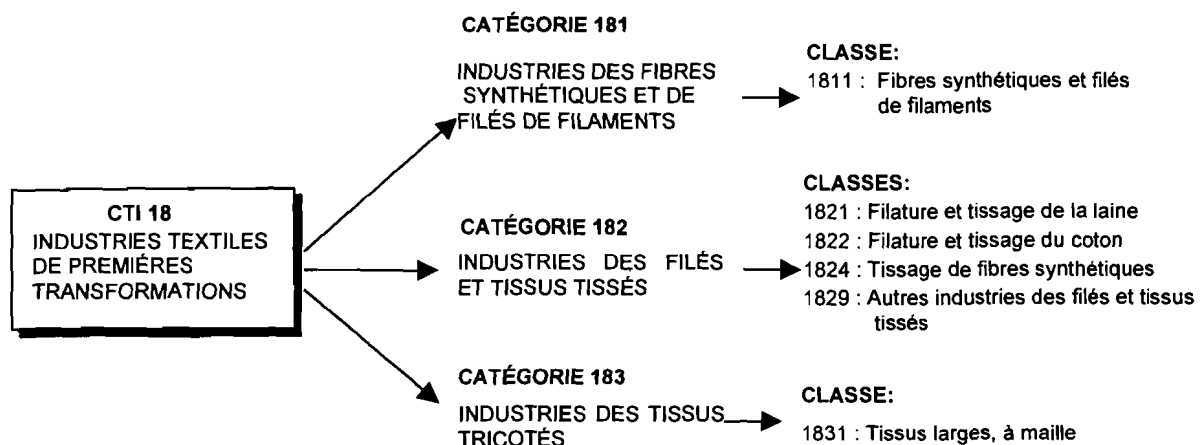 CTI 18
INDUSTRIES TEXTILES
DE PREMIÉRES
TRANSFORMATIONS
CATÉGORIE 181
INDUSTRIES DES FIBRES
SYNTHÉTIQUES ET DE
FILÉS DE FILAMENTS
CLASSE:
1811 : Fibres synthétiques et filés
de filaments
CATÉGORIE 182
INDUSTRIES DES FILÉS
ET TISSUS TISSÉS
CLASSES:
1821 : Filature et tissage de la laine
1822 : Filature et tissage du coton
1824 : Tissage de fibres synthétiques
1829 : Autres industries des filés et tissus
tissés
CATÉGORIE 183
INDUSTRIES DES TISSUS
TRICOTÉS
CLASSE:
1831 : Tissus larges, à maille